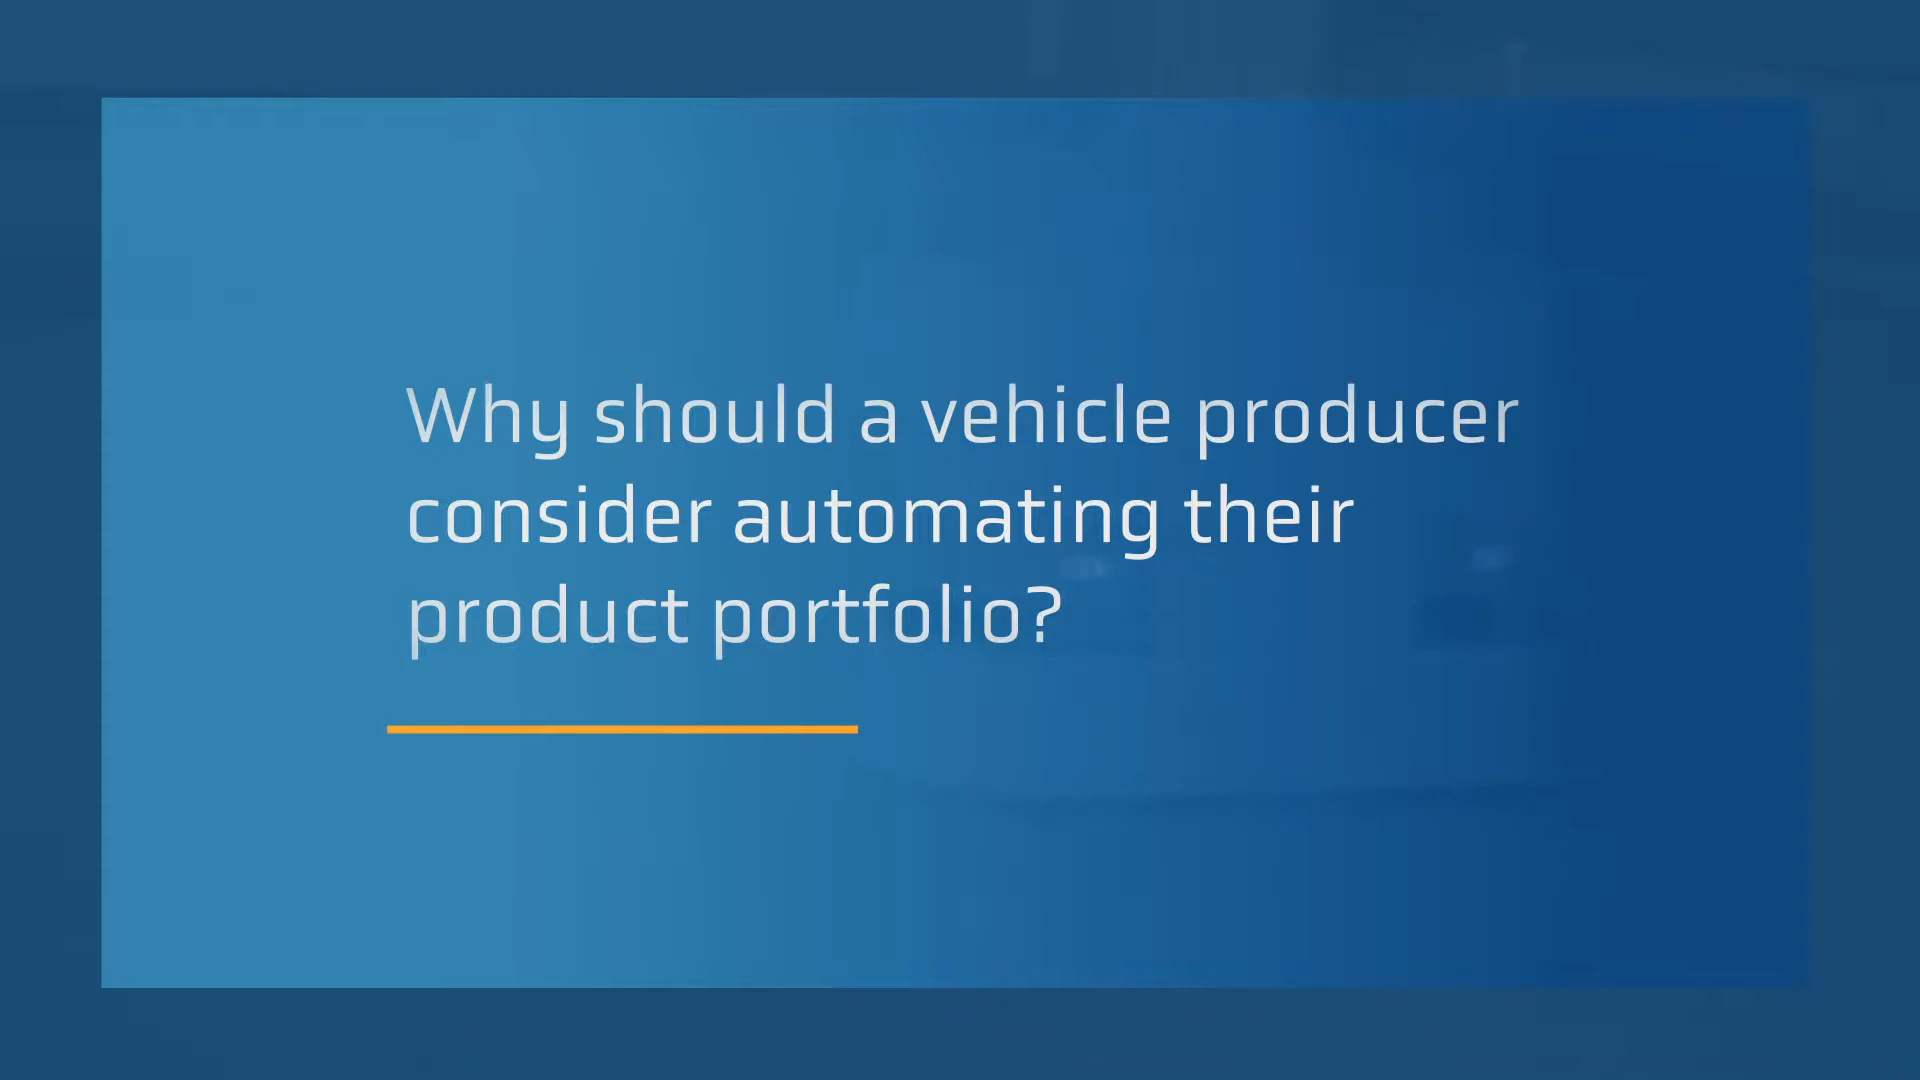 Why should a vehicle producer
consider automating their
product portfolio?